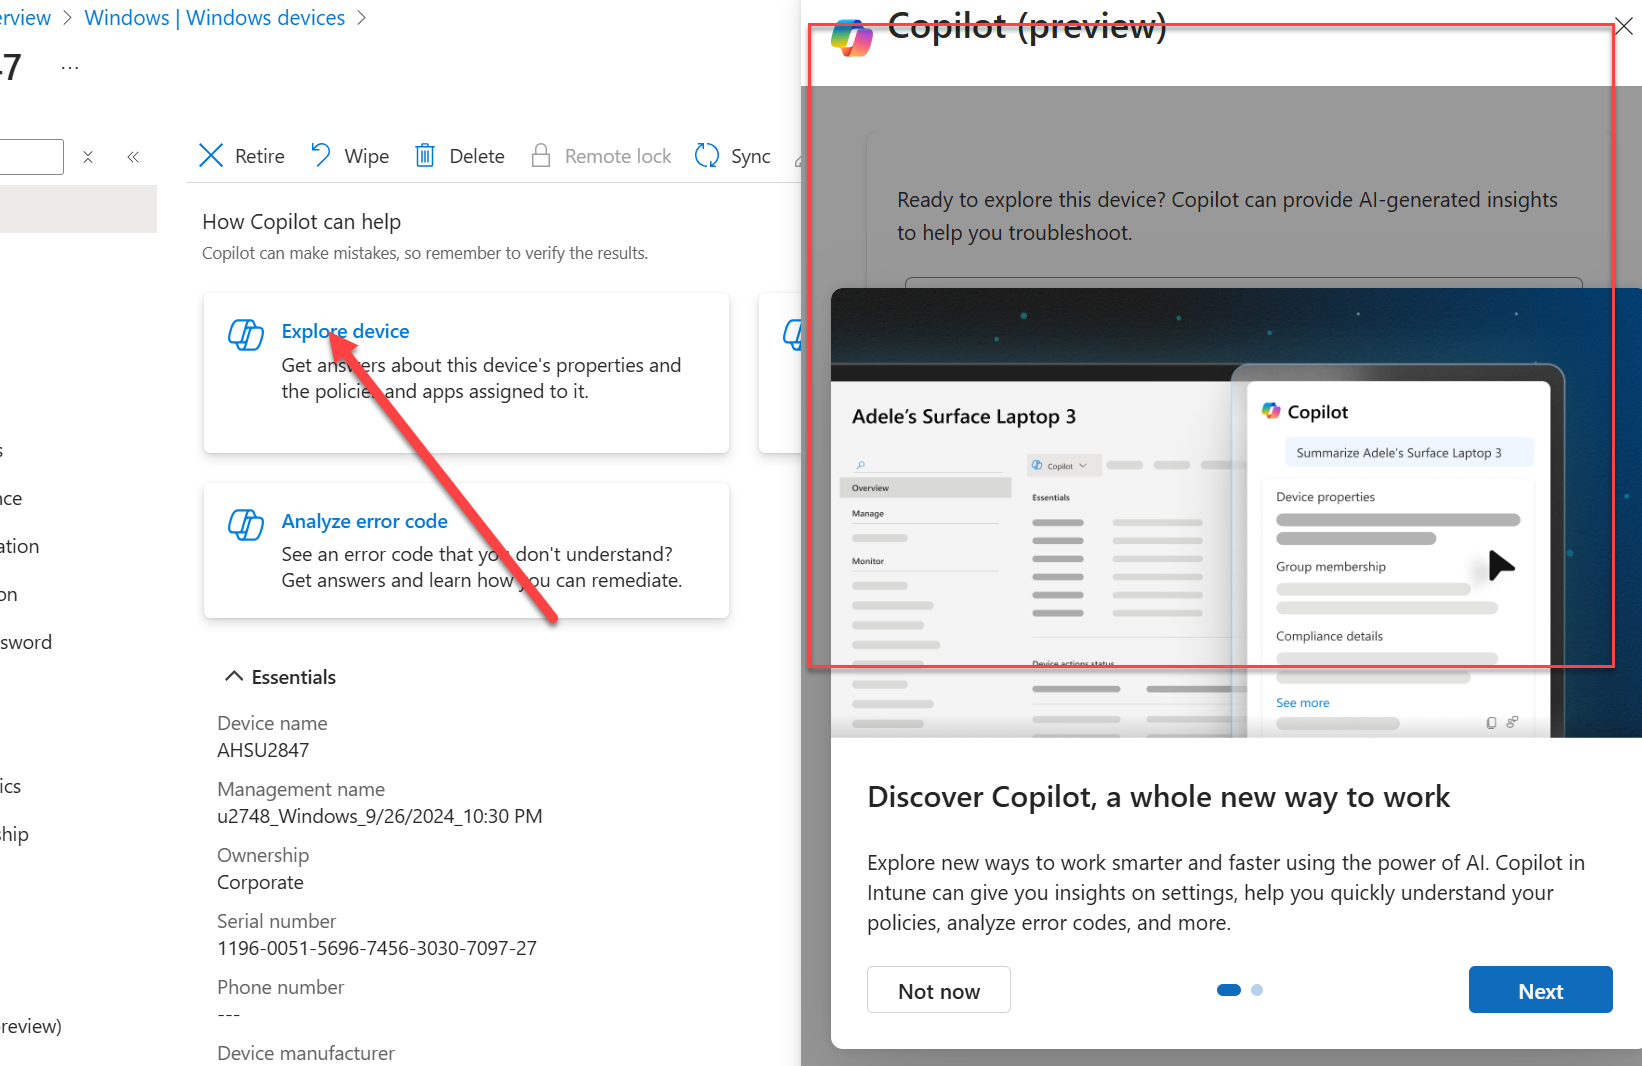 erview > Windows | Windows devices >
47 ...
Retire Wipe Delete Remote lock Sync
How Copilot can help
Copilot can make mistakes, so remember to verify the results.
Explore device
Get answers about this device's properties and
the policies and apps assigned to it.
Analyze error code
See an error code that you don't understand?
Get answers and learn how you can remediate.
s
nce
ation
on
sword
ics
ship
review)
Essentials
Device name
AHSU2847
Management name
u2748_Windows_9/26/2024_10:30 PM
Ownership
Corporate
Serial number
1196-0051-5696-7456-3030-7097-27
Phone number
---
Device manufacturer
Copilot (preview)
Ready to explore this device? Copilot can provide AI-generated insights
to help you troubleshoot.
Adele's Surface Laptop 3
Copilot
Overview
Manage
Monitor
Essentials
Device actions status
Copilot
Summarize Adele's Surface Laptop 3
Device properties
Group membership
Compliance details
See more
Discover Copilot, a whole new way to work
Explore new ways to work smarter and faster using the power of AI. Copilot in
Intune can give you insights on settings, help you quickly understand your
policies, analyze error codes, and more.
Not now
Next